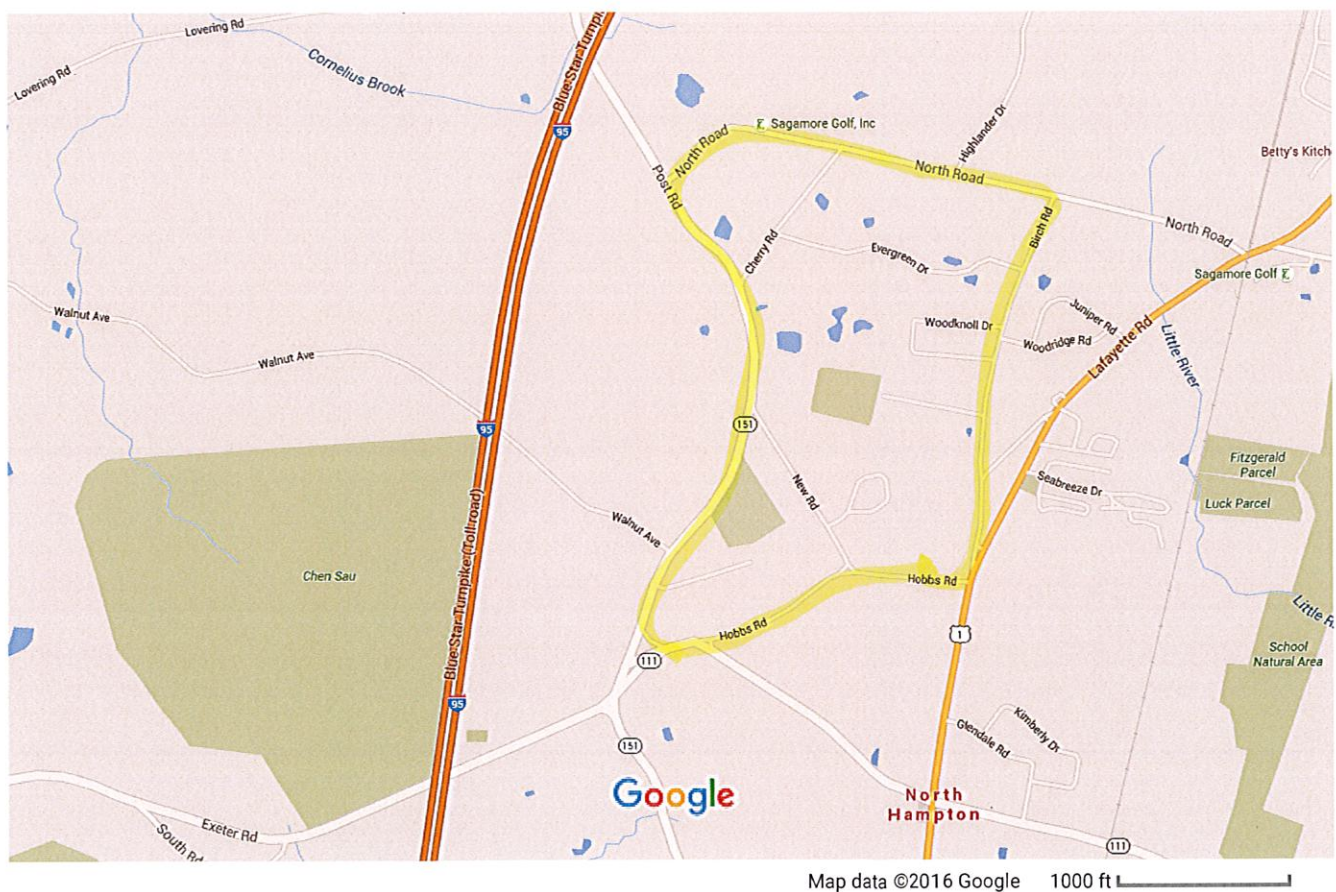 Lovering Rd
Lovering Rd
Cornelius Brook
Blue Star Turnpi
95
Sagamore Golf, Inc
Highlander Dr
Betty's Kitch
North Road
North Road
Post Rd
Birch Rd
North Road
Cherry Rd
Evergreen Dr
Sagamore Golf
Walnut Ave
Juniper Rd
Woodknoll Dr
Woodridge Rd
Lafayette Rd
Little River
Walnut Ave
95
151
Fitzgerald
Parcel
New Rd
Seabreeze Dr
Luck Parcel
Walnut Ave
Chen Sau
Blue Star Turnpike (Toll road)
Hobbs Rd
Little R
Hobbs Rd
1
111
School
Natural Area
95
Kimberly Dr
Glendale Rd
151
Google
North
Hampton
Exeter Rd
South Rd
111
Map data ©2016 Google 1000 ft